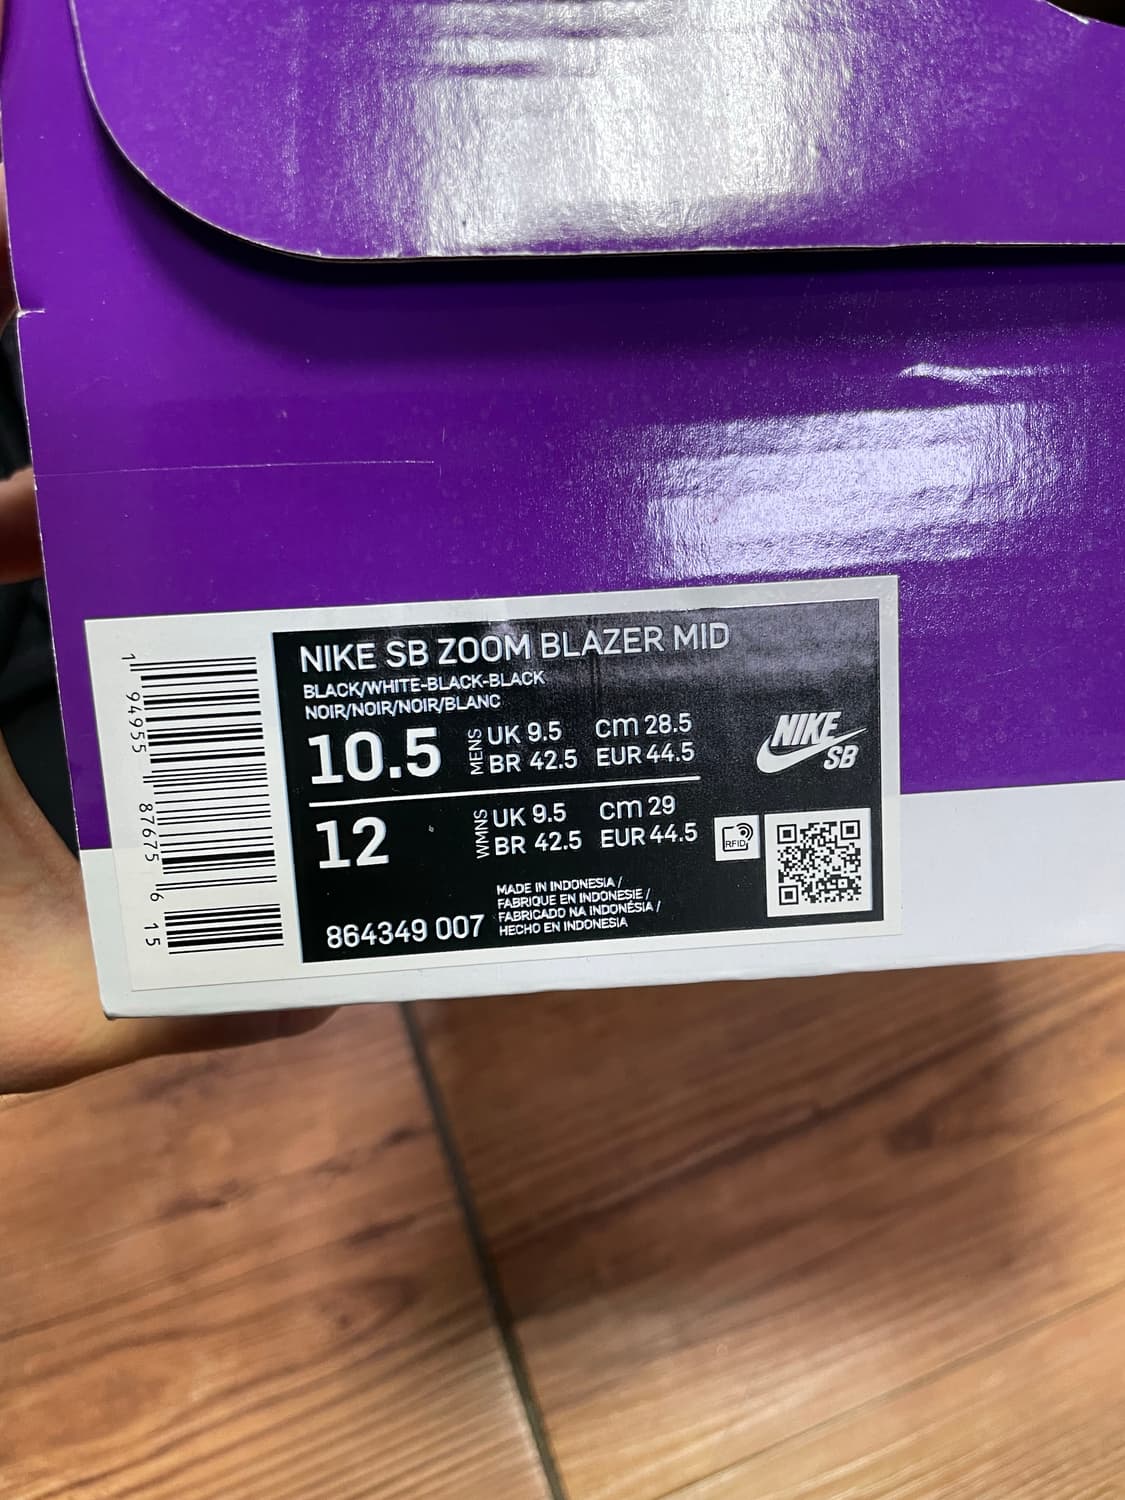 NIKE SB ZOOM BLAZER MID
BLACK/WHITE-BLACK-BLACK
NOIR/NOIR/NOIR/BLANC
10.5 MENS UK 9.5 cm 28.5
BR 42.5 EUR 44.5
12 WMNS UK 9.5 cm 29
BR 42.5 EUR 44.5
864349 007
MADE IN INDONESIA /
FABRIQUE EN INDONESIE /
FABRICADO NA INDONÉSIA /
HECHO EN INDONESIA
NIKE
SB
RFID
1 94955 87675 6 15